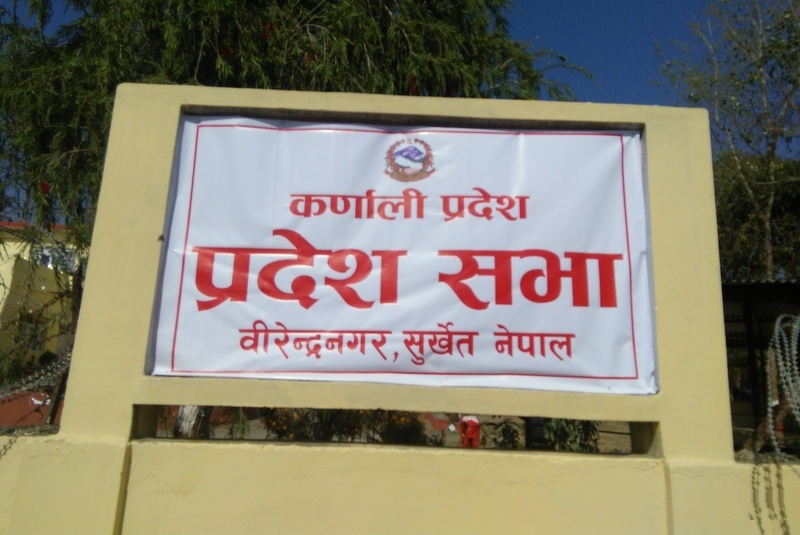 कर्णाली प्रदेश
प्रदेश सभा
वीरेन्द्रनगर, सुर्खेत नेपाल